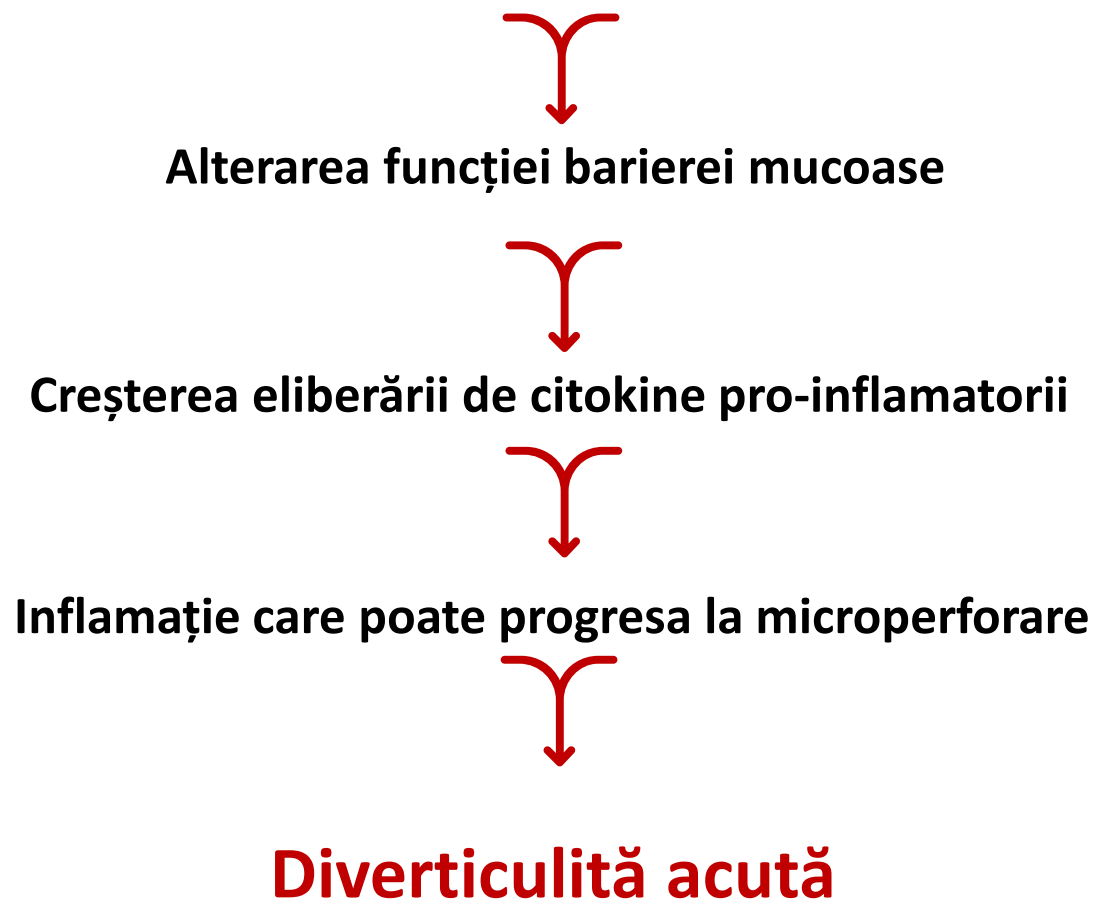 Alterarea funcției barierei mucoase
Creșterea eliberării de citokine pro-inflamatorii
Inflamație care poate progresa la microperforare
Diverticulită acută